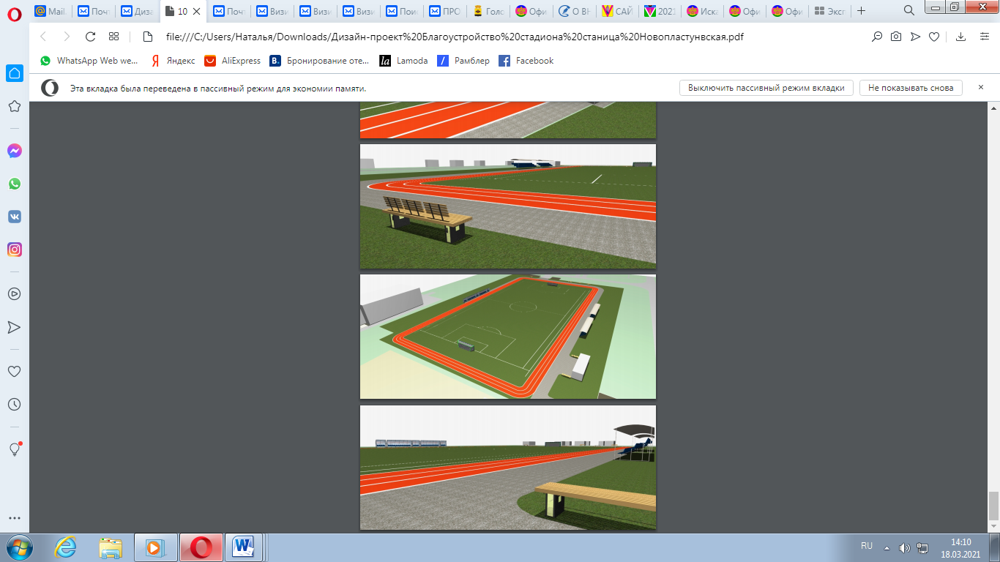 Mail.
Почт
Диза
10
Почт
Визи
Визи
Визи
Поис
ПРО
Голо
Офи
О ВН
САЙ
2021
Иска
Офи
Офи
Эксп
file:///C:/Users/Наталья/Downloads/Дизайн-проект%20Благоустройство%20стадиона%20станица%20Новопластунвская.pdf
WhatsApp Web we... Яндекс AliExpress Бронирование оте... Lamoda Рамблер Facebook
Эта вкладка была переведена в пассивный режим для экономии памяти.
Выключить пассивный режим вкладки
Не показывать снова
RU
14:10
18.03.2021